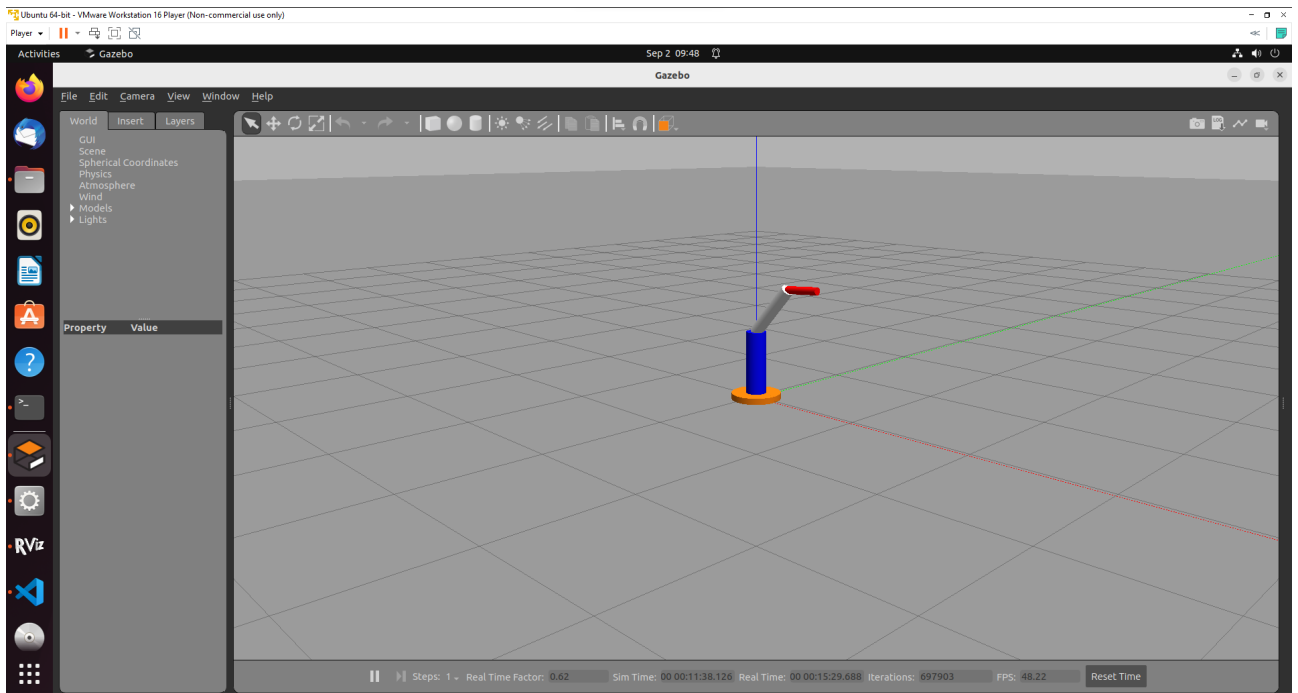 Ubuntu 64-bit - VMware Workstation 16 Player (Non-commercial use only)
Player
Activities Gazebo Sep 2 09:48
Gazebo
File Edit Camera View Window Help
World Insert Layers
GUI
Scene
Spherical Coordinates
Physics
Atmosphere
Wind
Models
Lights
Property Value
RViz
Steps: 1 Real Time Factor: 0.62 Sim Time: 00 00:11:38.126 Real Time: 00 00:15:29.688 Iterations: 697903 FPS: 48.22 Reset Time